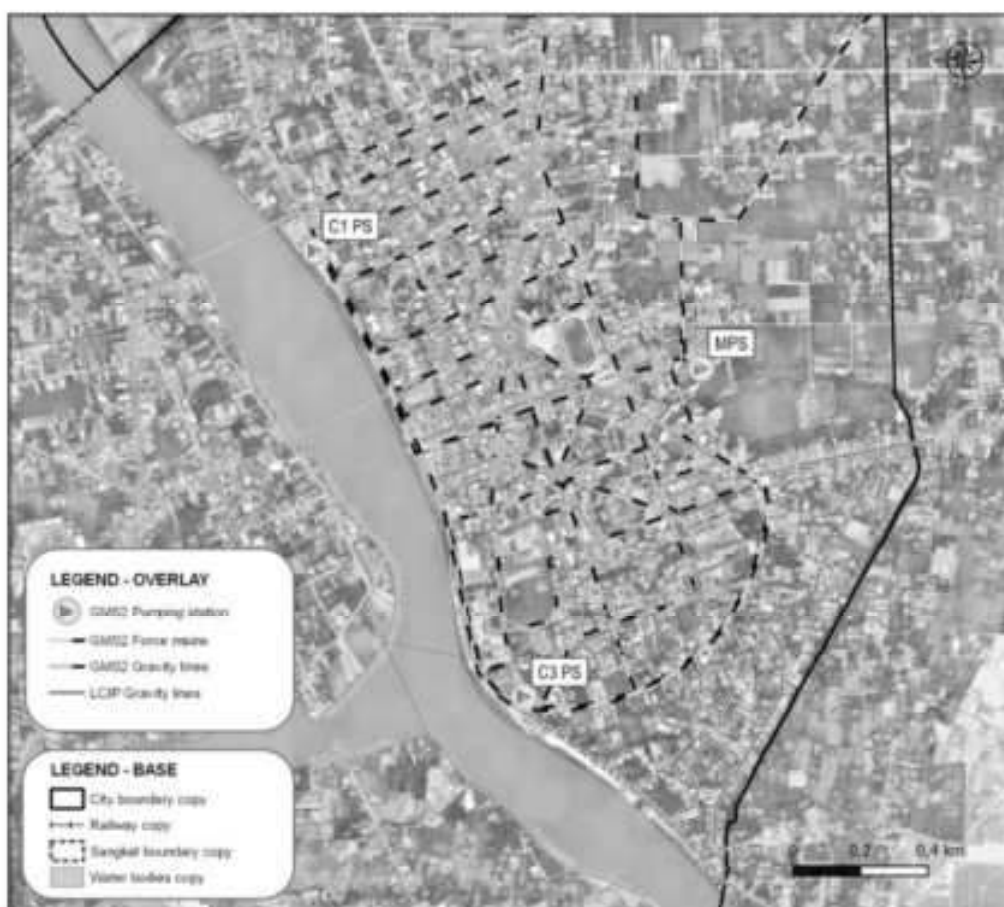 C1 PS
MPS
C3 PS
LEGEND - OVERLAY
GMS2 Pumping station
GMS2 Force mains
GMS2 Gravity lines
LCIP Gravity lines
LEGEND - BASE
City boundary copy
Railway copy
Sangkat boundary copy
Water bodies copy
0 0,2 0,4 km